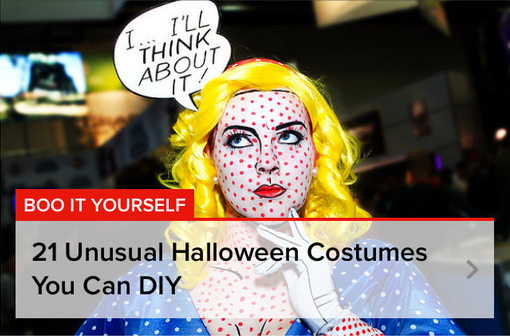 I... I'LL
THINK
ABOUT
IT!
BOO IT YOURSELF
21 Unusual Halloween Costumes
You Can DIY